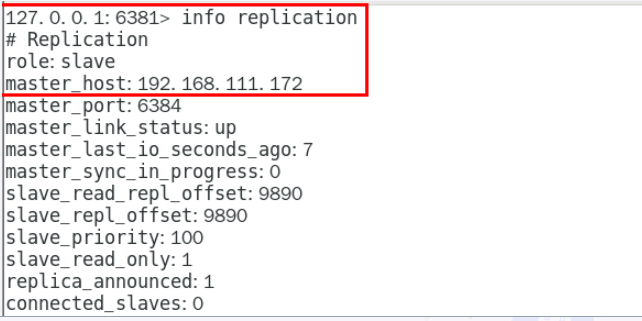 127.0.0.1:6381> info replication
# Replication
role:slave
master_host:192.168.111.172
master_port:6384
master_link_status:up
master_last_io_seconds_ago:7
master_sync_in_progress:0
slave_read_repl_offset:9890
slave_repl_offset:9890
slave_priority:100
slave_read_only:1
replica_announced:1
connected_slaves:0